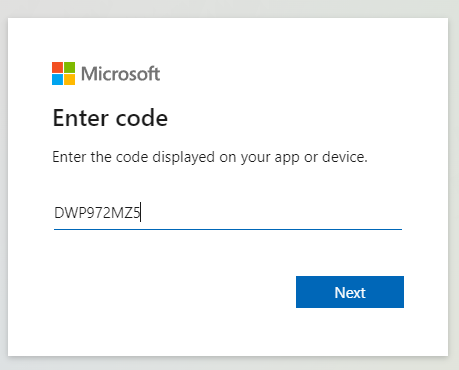 Microsoft
Enter code
Enter the code displayed on your app or device.
DWP972MZ5
Next